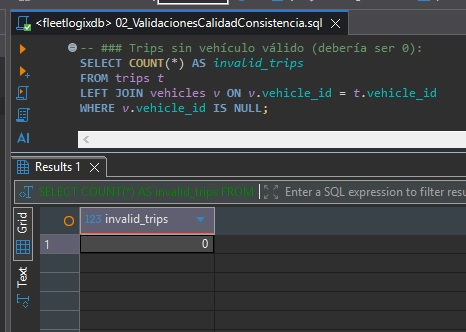 <fleetlogixdb> 02_ValidacionesCalidadConsistencia.sql
-- ### Trips sin vehículo válido (debería ser 0):
SELECT COUNT(*) AS invalid_trips
FROM trips t
LEFT JOIN vehicles v ON v.vehicle_id = t.vehicle_id
WHERE v.vehicle_id IS NULL;
AI
Results 1
SELECT COUNT(*) AS invalid_trips FROM
Enter a SQL expression to filter resu
Grid
Text
123 invalid_trips
1
0